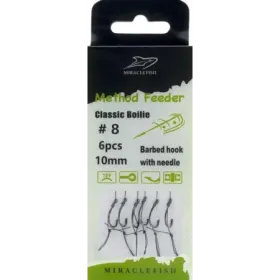 MIRACLEFISH
Method Feeder
Classic Boilie
# 8
6pcs
10mm
Barbed hook
with needle
MIRACLEFISH